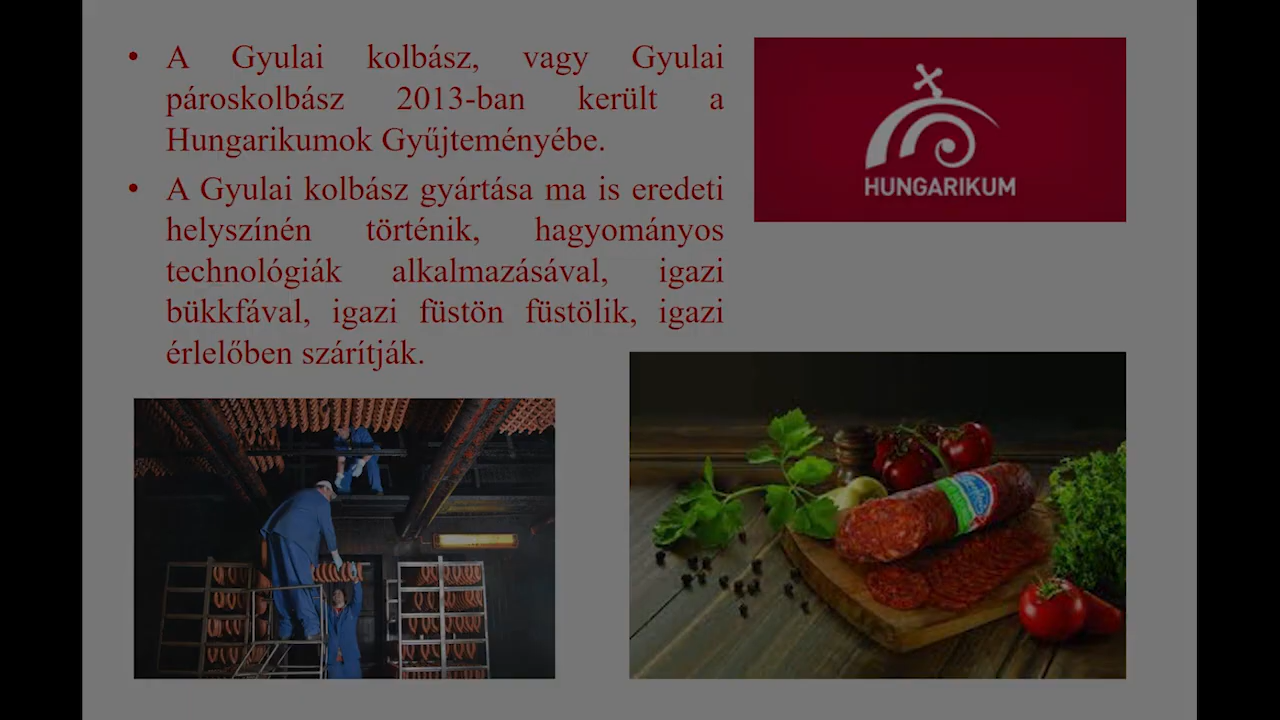 • A Gyulai kolbász, vagy Gyulai
pároskolbász 2013-ban került a
Hungarikumok Gyűjteményébe.
• A Gyulai kolbász gyártása ma is eredeti
helyszínén történik, hagyományos
technológiák alkalmazásával, igazi
bükkfával, igazi füstön füstölik, igazi
érlelőben szárítják.
HUNGARIKUM